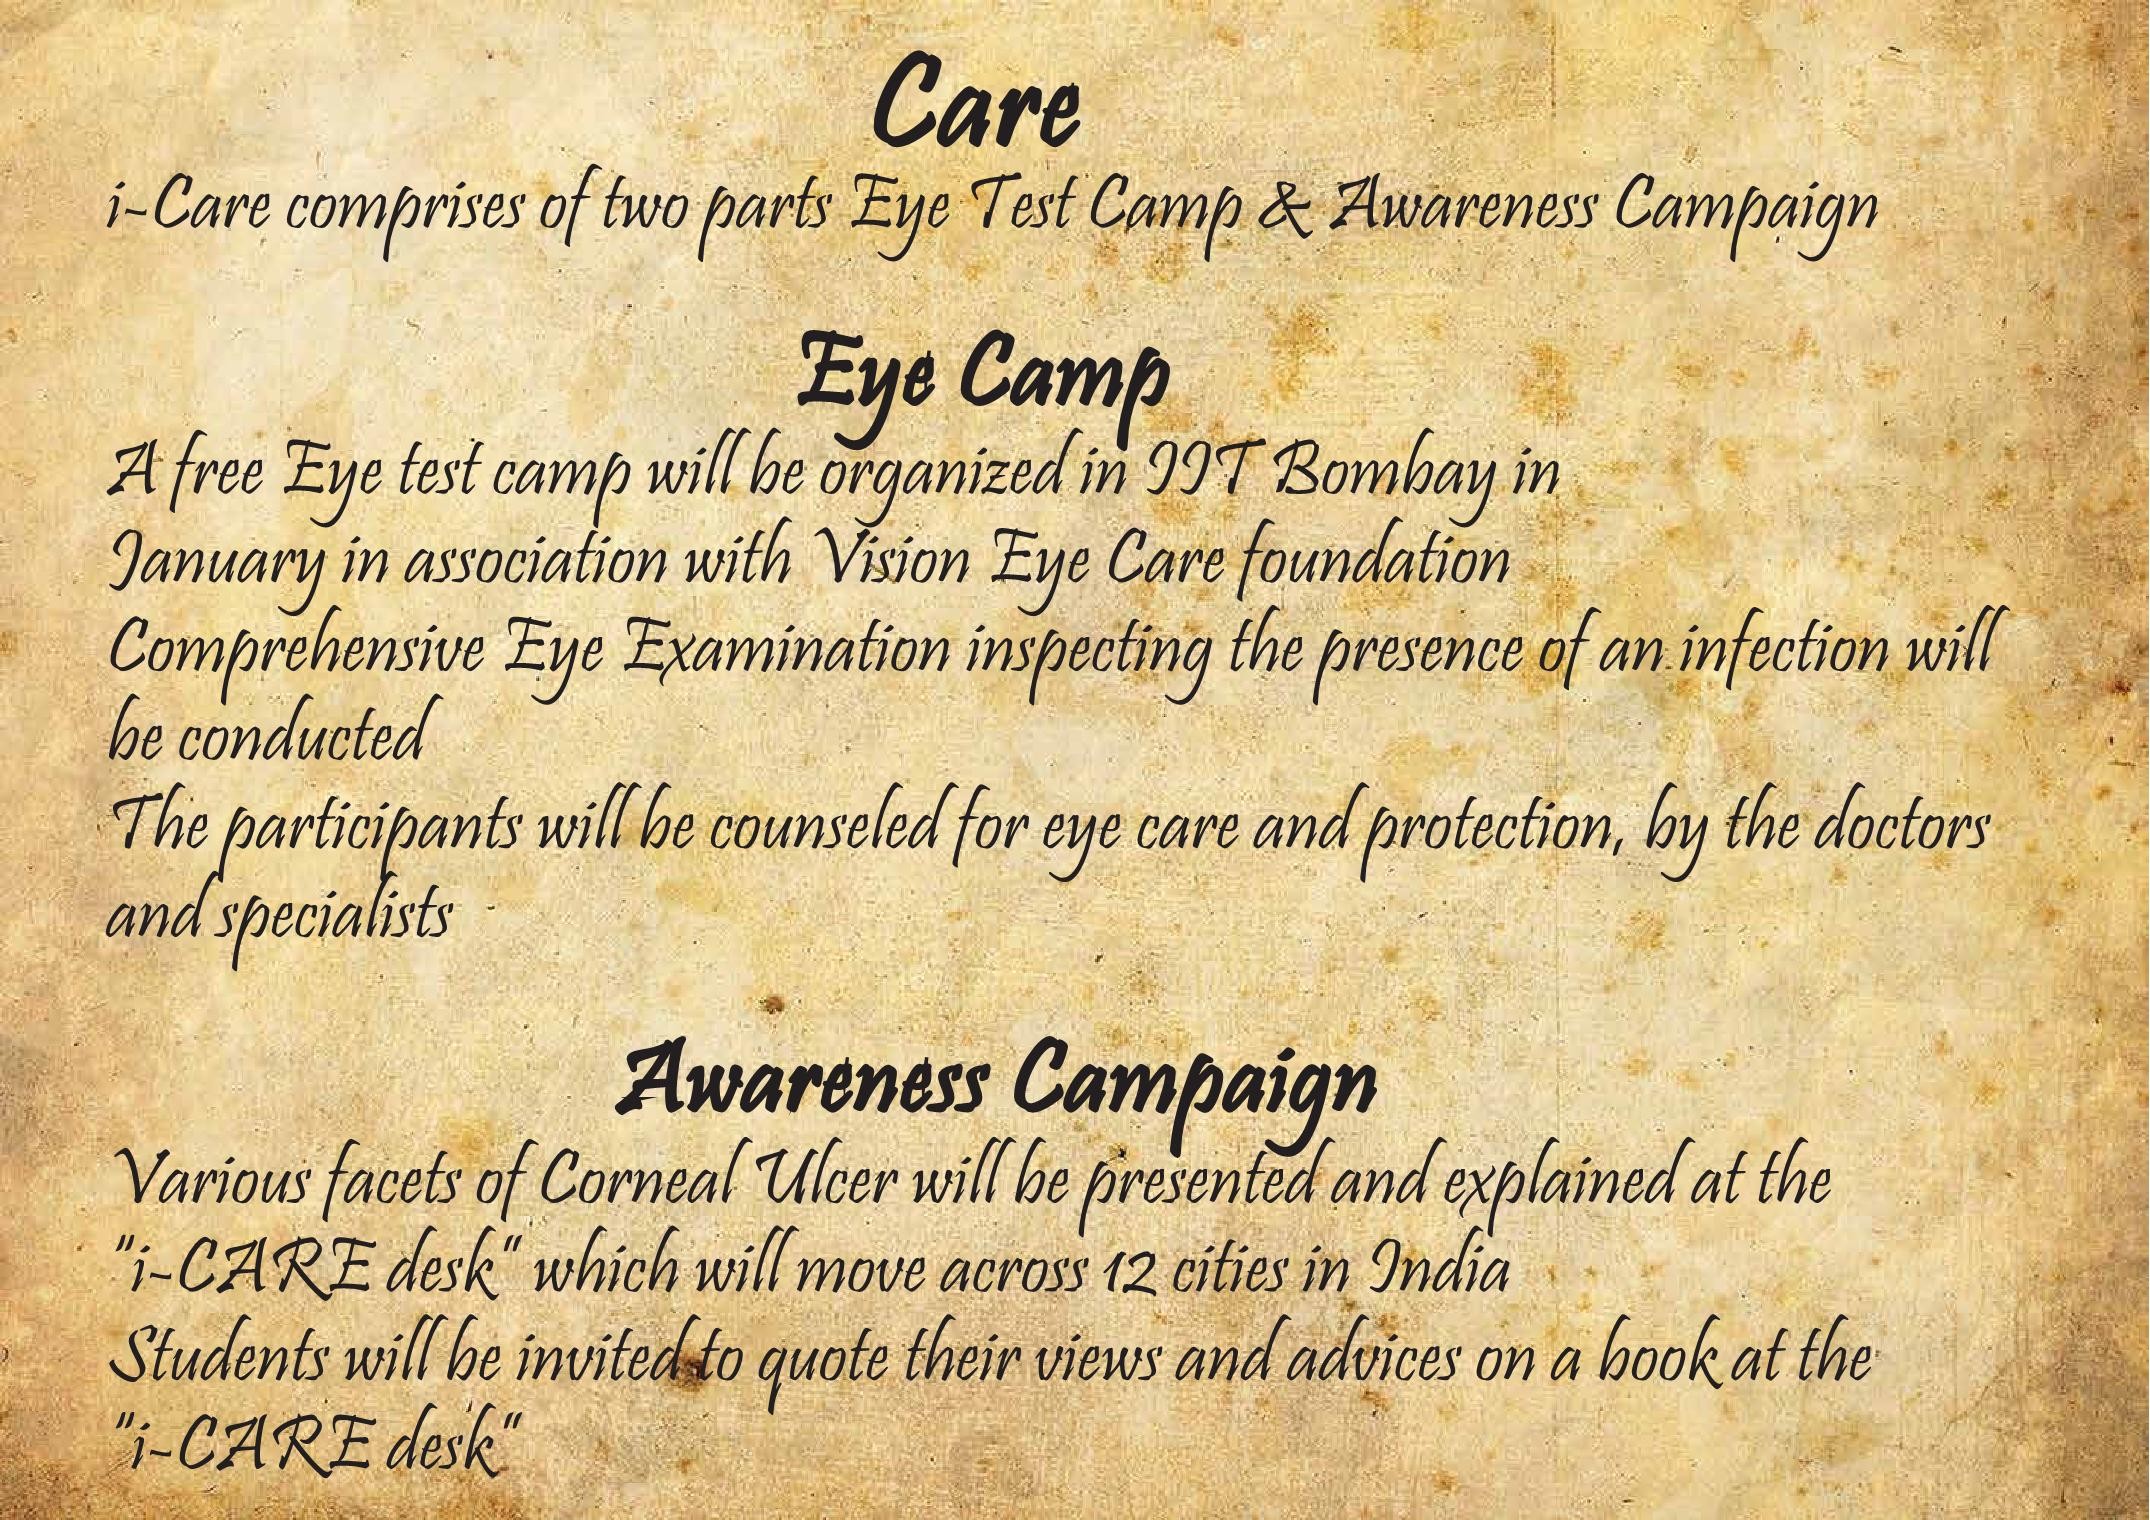 Care
i-Care comprises of two parts Eye Test Camp & Awareness Campaign
Eye Camp
A free Eye test camp will be organized in IIT Bombay in
January in association with Vision Eye Care foundation
Comprehensive Eye Examination inspecting the presence of an infection will
be conducted
The participants will be counseled for eye care and protection, by the doctors
and specialists
Awareness Campaign
Various facets of Corneal Ulcer will be presented and explained at the
"i-CARE desk" which will move across 12 cities in India
Students will be invited to quote their views and advices on a book at the
"i-CARE desk"